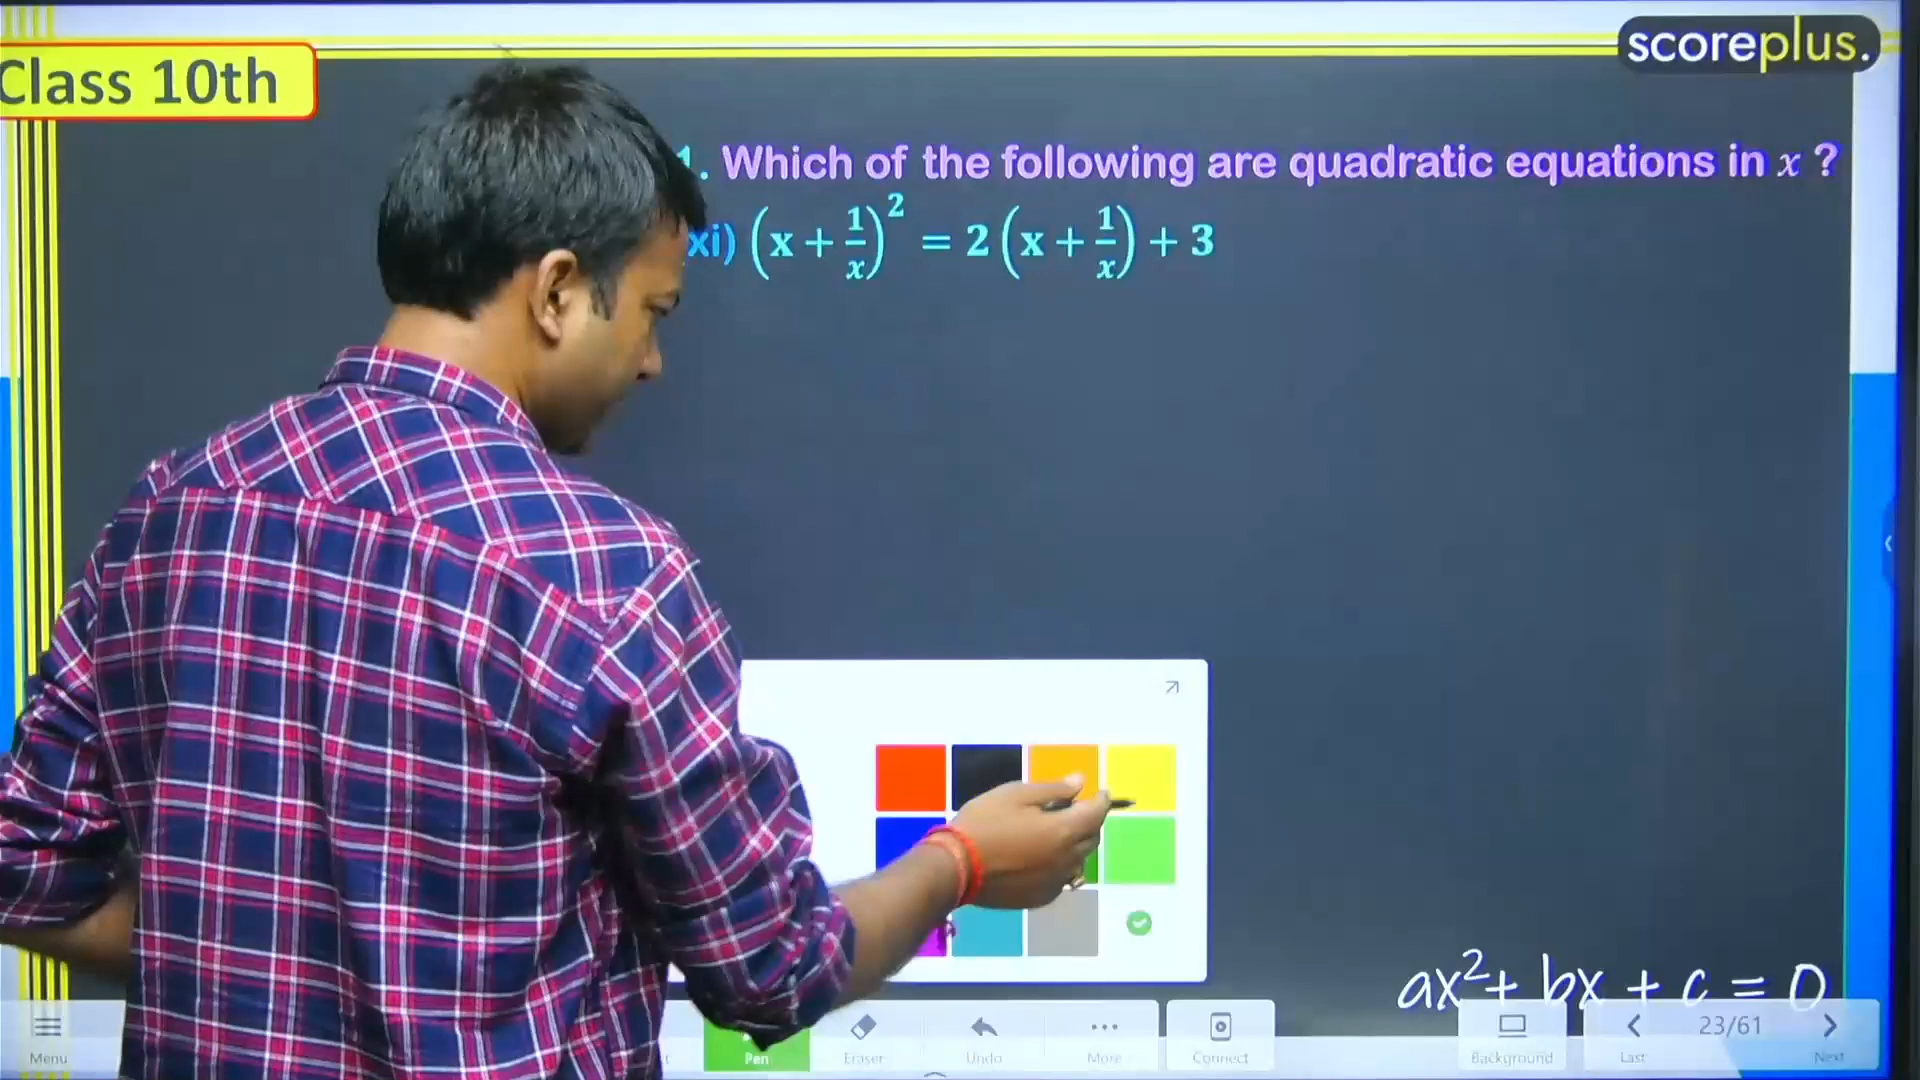 scoreplus.
Class 10th
1. Which of the following are quadratic equations in x ?
xi) (x + 1/x)² = 2 (x + 1/x) + 3
ax² + bx + c = 0
Menu
Pen
Eraser
Undo
More
Connect
Background
Last
23/61
Next